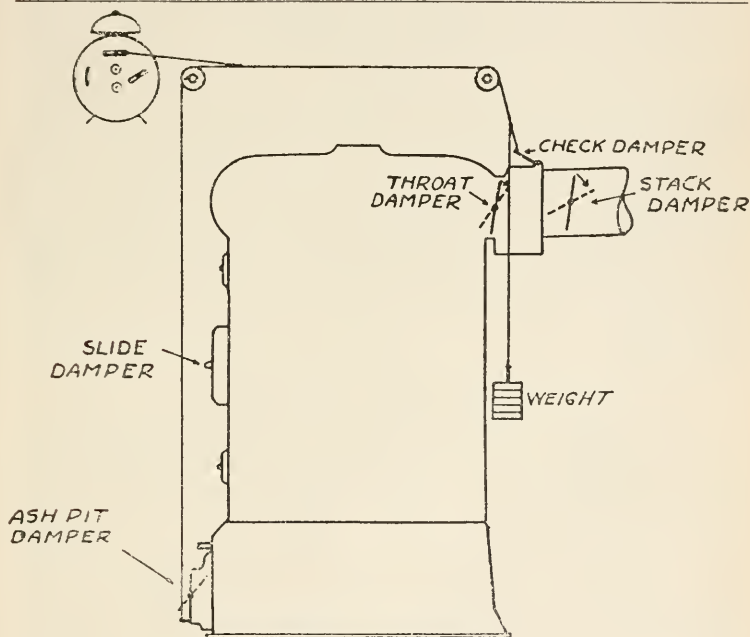 CHECK DAMPER
THROAT
DAMPER
STACK
DAMPER
SLIDE
DAMPER
WEIGHT
ASH PIT
DAMPER